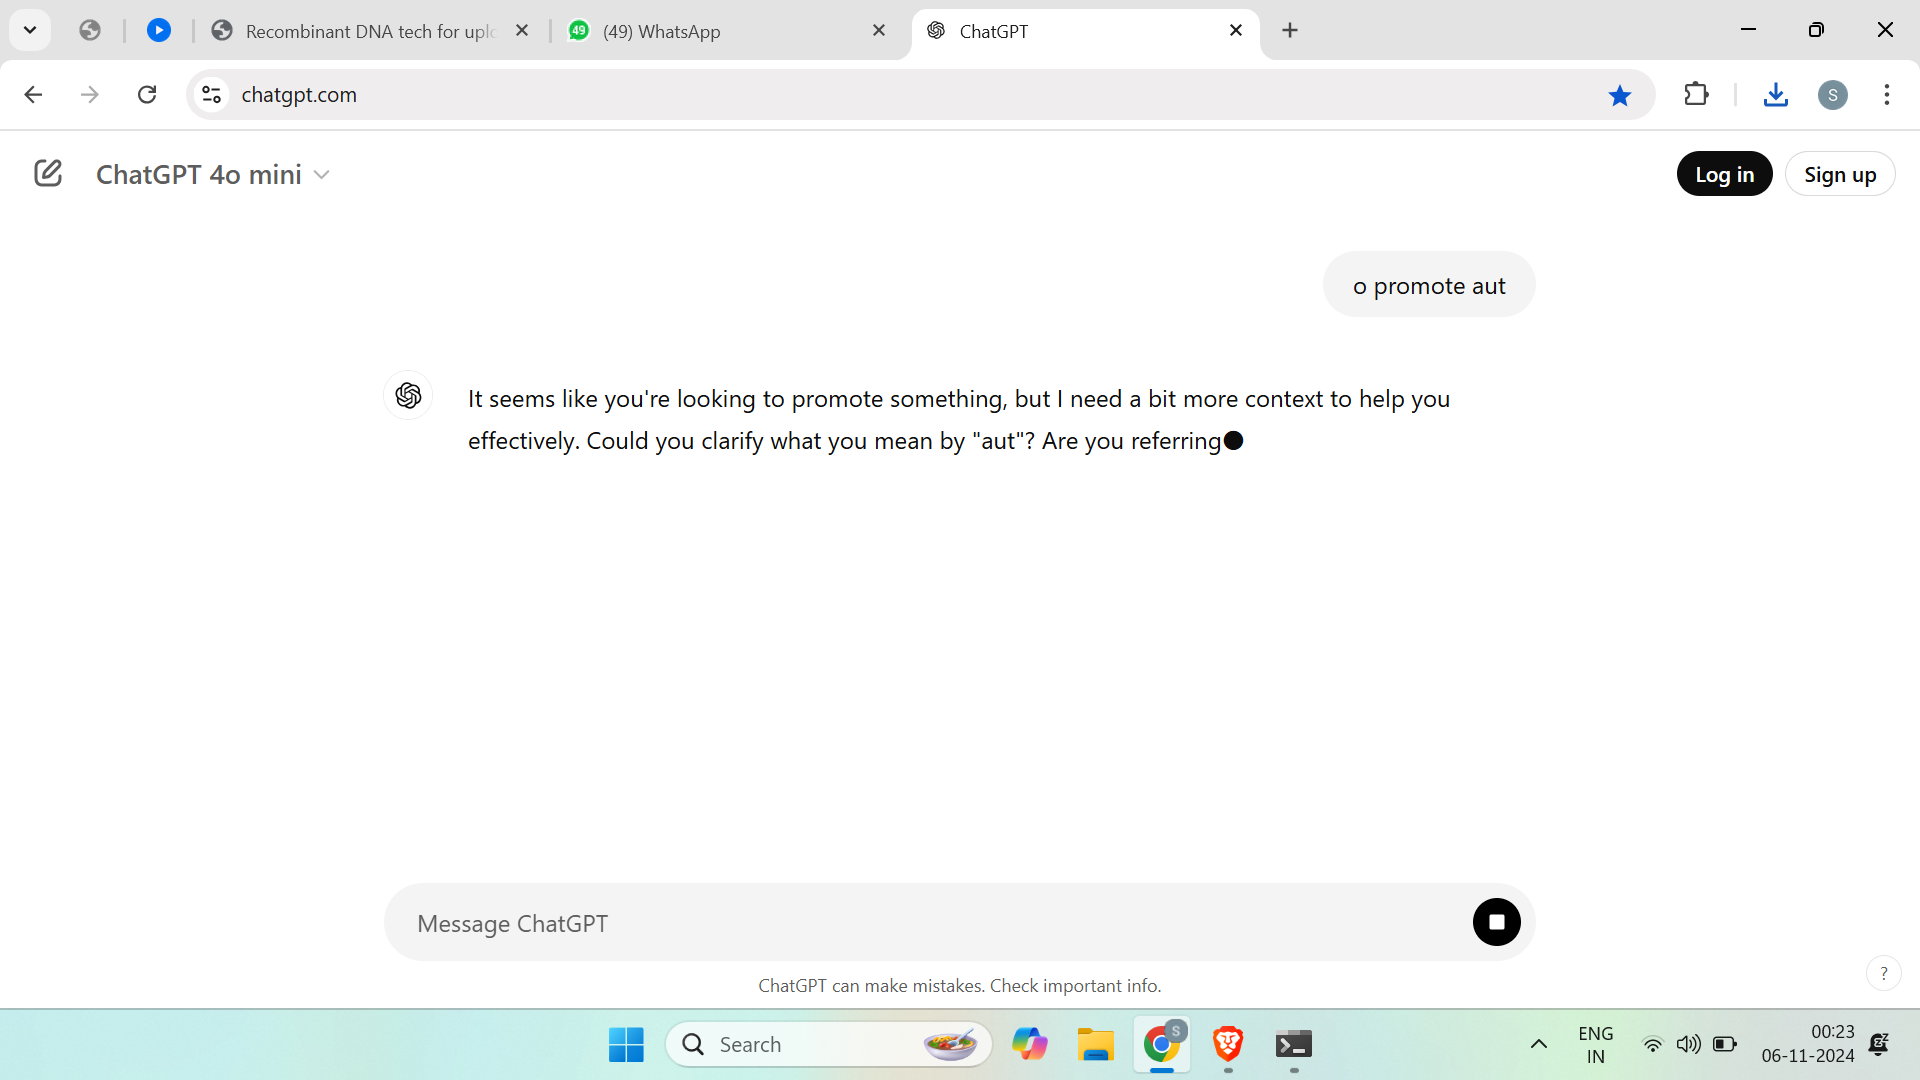 Recombinant DNA tech for uplo
49
(49) WhatsApp
ChatGPT
chatgpt.com
S
ChatGPT 4o mini
Log in
Sign up
o promote aut
It seems like you're looking to promote something, but I need a bit more context to help you
effectively. Could you clarify what you mean by "aut"? Are you referring
Message ChatGPT
ChatGPT can make mistakes. Check important info.
?
Search
S
ENG
IN
00:23
06-11-2024